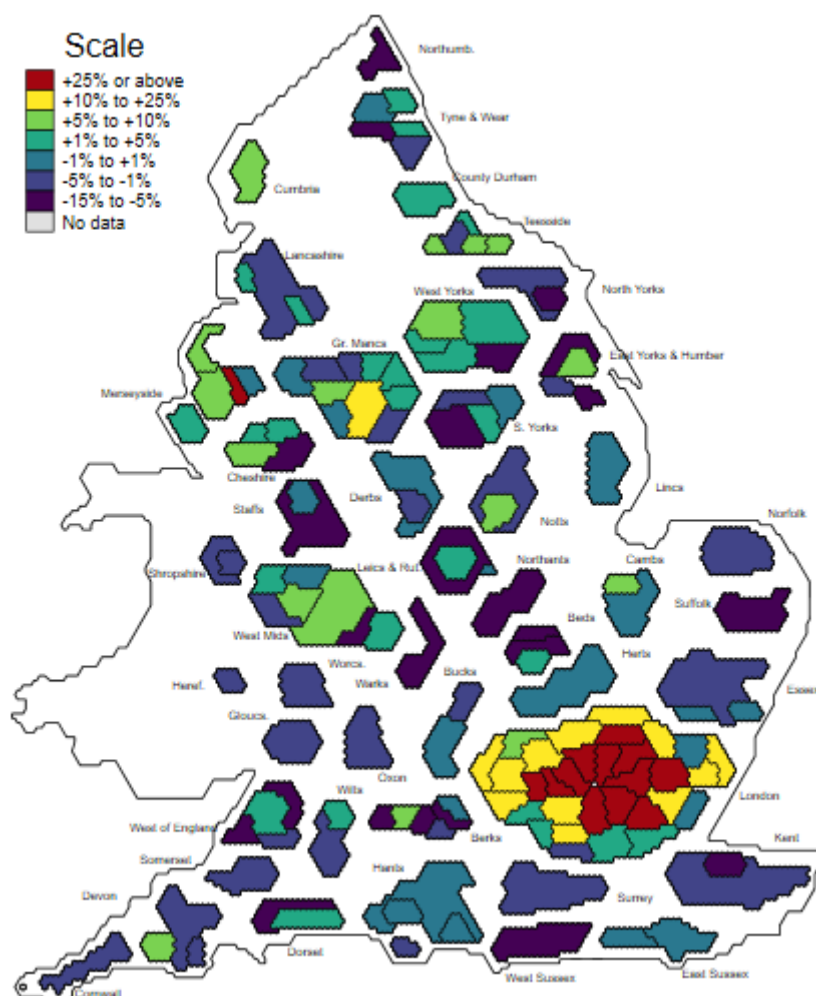 Scale
+25% or above
+10% to +25%
+5% to +10%
+1% to +5%
-1% to +1%
-5% to -1%
-15% to -5%
No data
Northumb.
Tyne & Wear
County Durham
Cumbria
Teesside
Lancashire
North Yorks
West Yorks
Gr. Mancs
East Yorks & Humber
Merseyside
S. Yorks
Cheshire
Lincs
Staffs
Derbs
Notts
Norfolk
Shropshire
Leics & Rut.
Northants
Cambs
Suffolk
Beds
West Mids
Herts
Worcs.
Bucks
Warks
Heref.
Essex
Gloucs.
Oxon
Wilts
London
West of England
Berks
Kent
Somerset
Hants
Devon
Surrey
Dorset
West Sussex
East Sussex
Cornwall